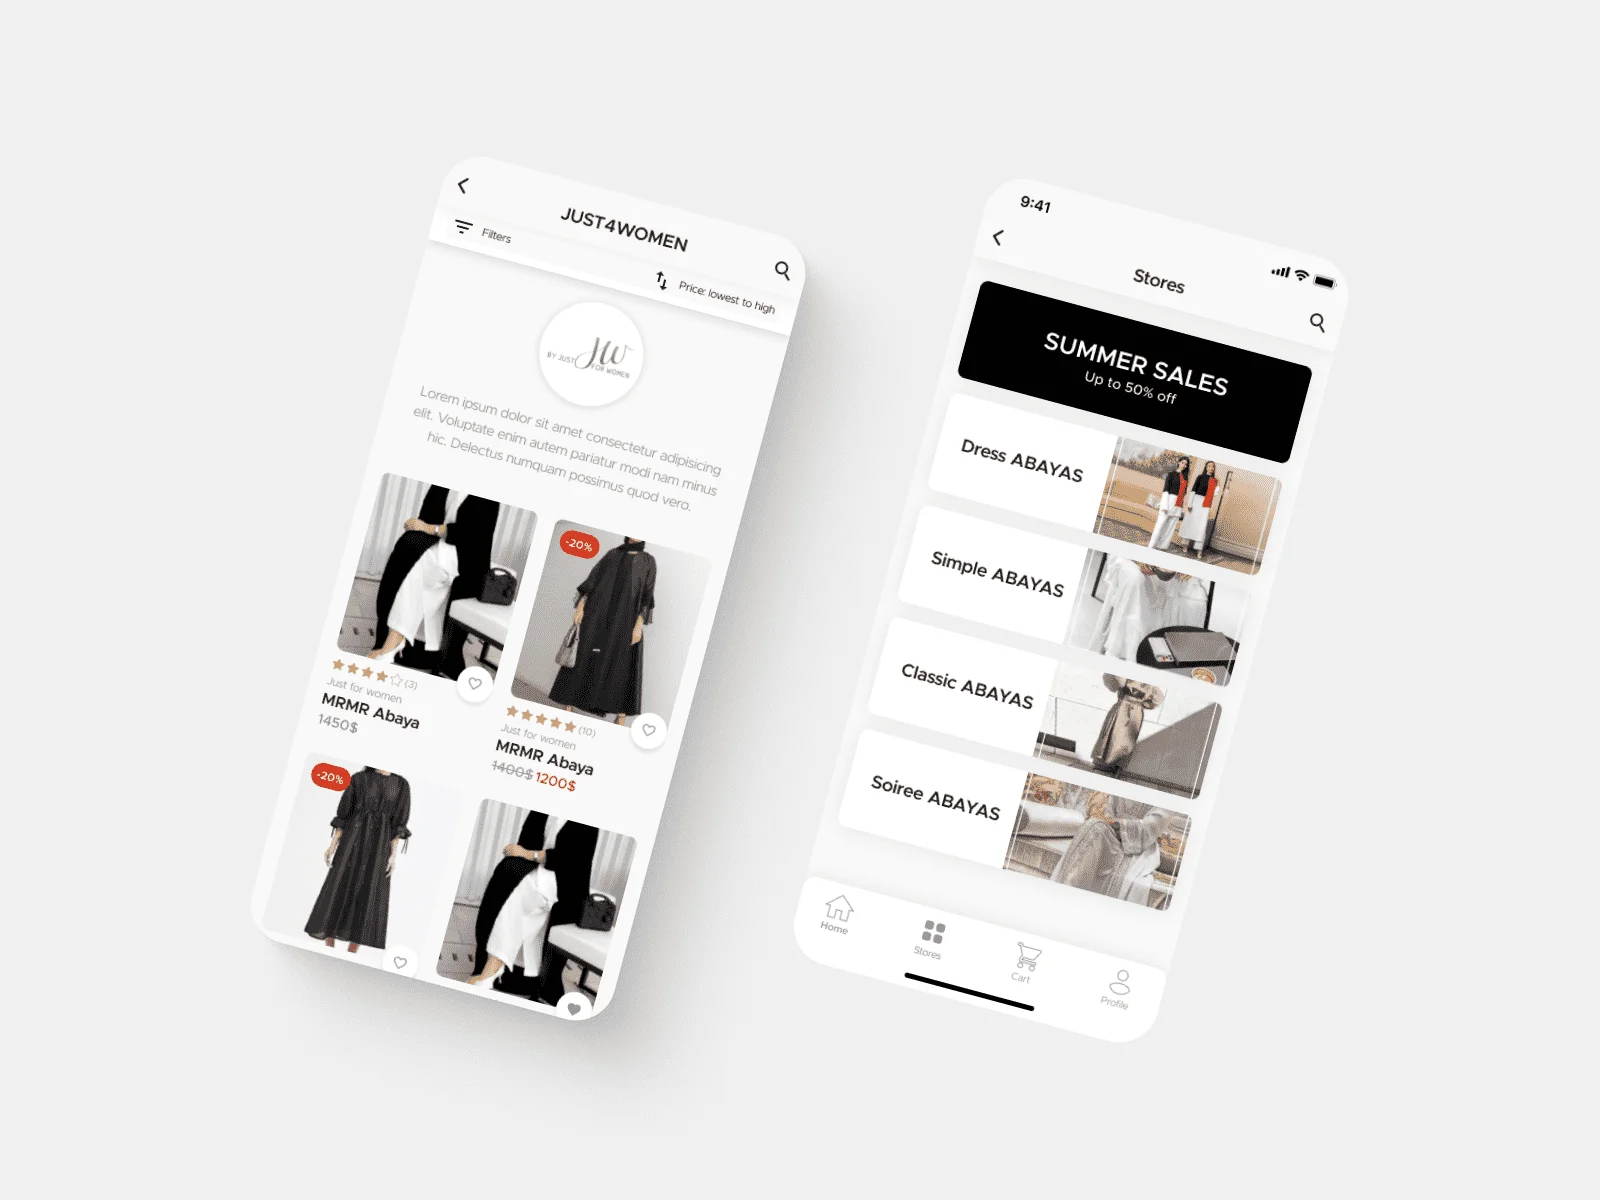 JUST4WOMEN
Filters
Price: lowest to high
BY JUST JW FOR WOMEN
Lorem ipsum dolor sit amet consectetur adipisicing
elit. Voluptate enim autem pariatur modi nam minus
hic. Delectus numquam possimus quod vero.
(3)
Just for women
MRMR Abaya
1450$
-20%
(10)
Just for women
MRMR Abaya
1400$ 1200$
-20%
9:41
Stores
SUMMER SALES
Up to 50% off
Dress ABAYAS
Simple ABAYAS
Classic ABAYAS
Soiree ABAYAS
Home
Stores
Cart
Profile